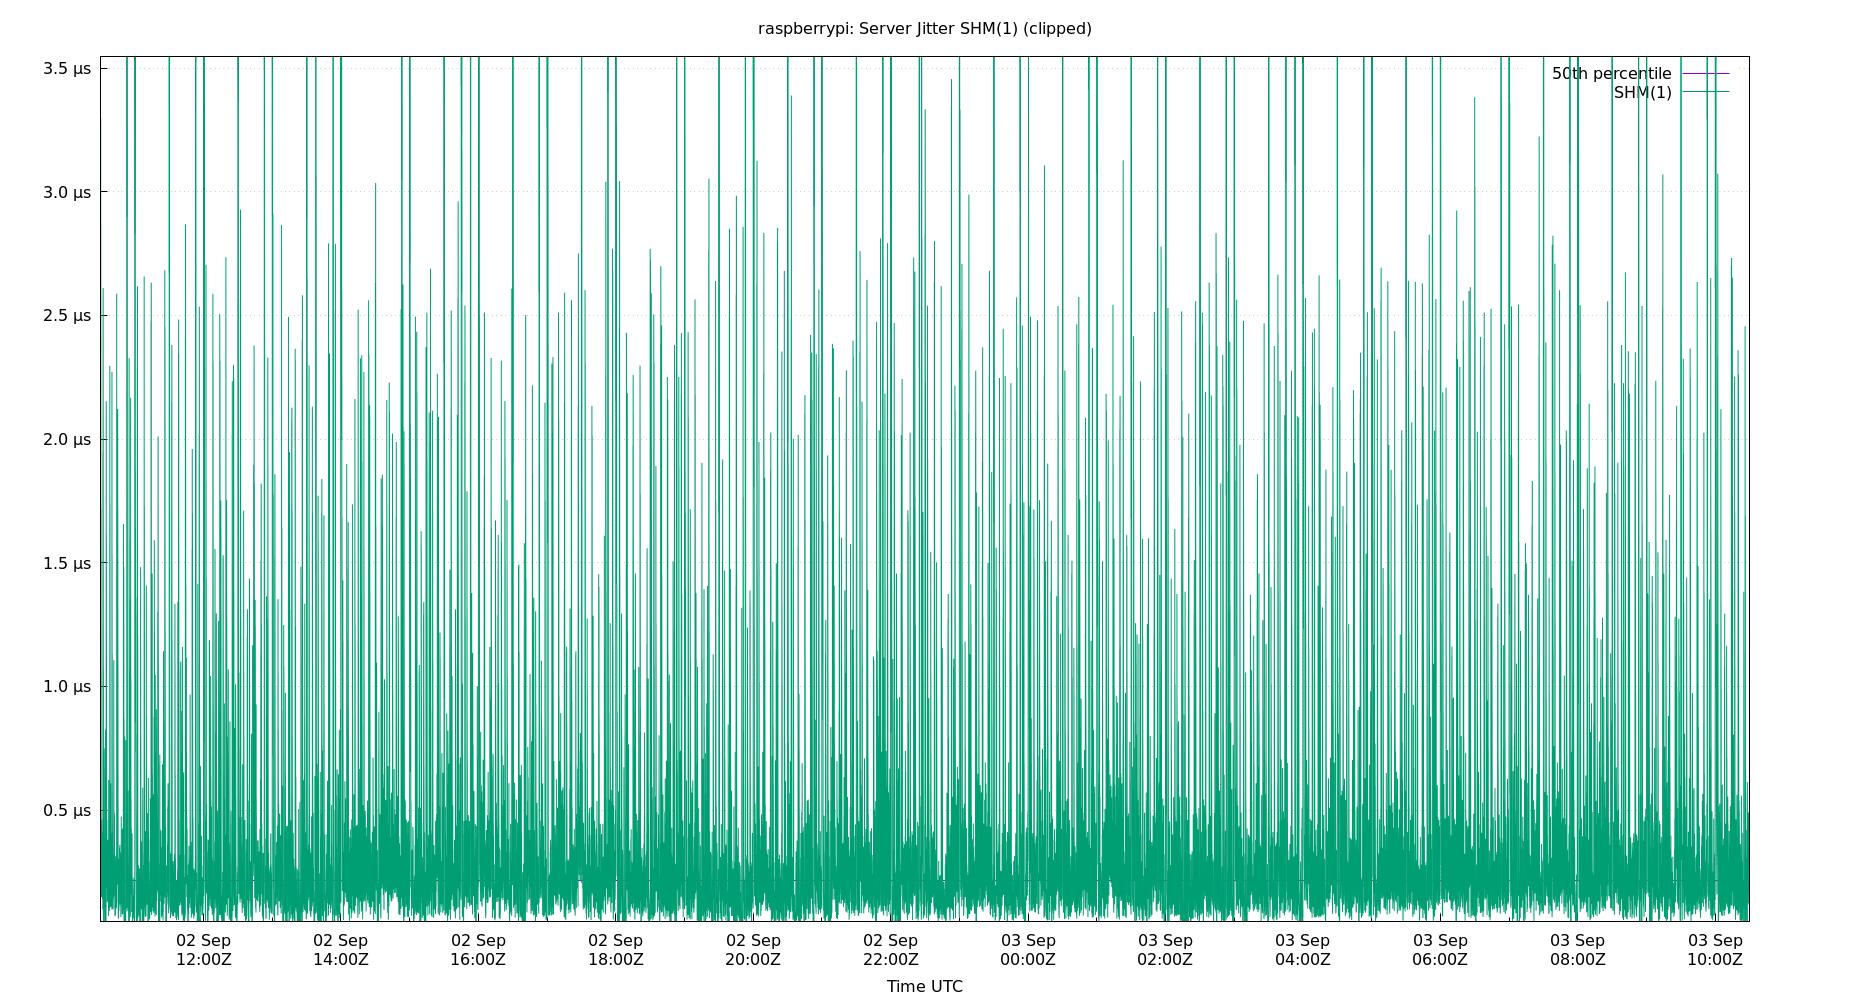 raspberrypi: Server Jitter SHM(1) (clipped)
50th percentile
SHM(1)
3.5 µs
3.0 µs
2.5 µs
2.0 µs
1.5 µs
1.0 µs
0.5 µs
02 Sep 02 Sep 02 Sep 02 Sep 02 Sep 02 Sep 03 Sep 03 Sep 03 Sep 03 Sep 03 Sep 03 Sep
12:00Z 14:00Z 16:00Z 18:00Z 20:00Z 22:00Z 00:00Z 02:00Z 04:00Z 06:00Z 08:00Z 10:00Z
Time UTC